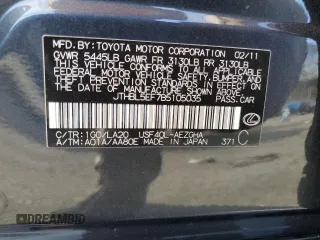 MFD.BY:TOYOTA MOTOR CORPORATION 02/11
GVWR 5445LB GAWR FR 3130LB RR 3130LB
THIS VEHICLE CONFORMS TO ALL APPLICABLE
FEDERAL MOTOR VEHICLE SAFETY, BUMPER, AND
THEFT PREVENTION STANDARDS IN EFFECT ON
THE DATE OF MANUFACTURE SHOWN ABOVE.
JTHBL5EF7B5105035
PASS. CAR
C/TR:1G0/LA20 USF40L-AEZGHA
A/TM:A01A/AA80E MADE IN JAPAN 371 C
DREAMBID